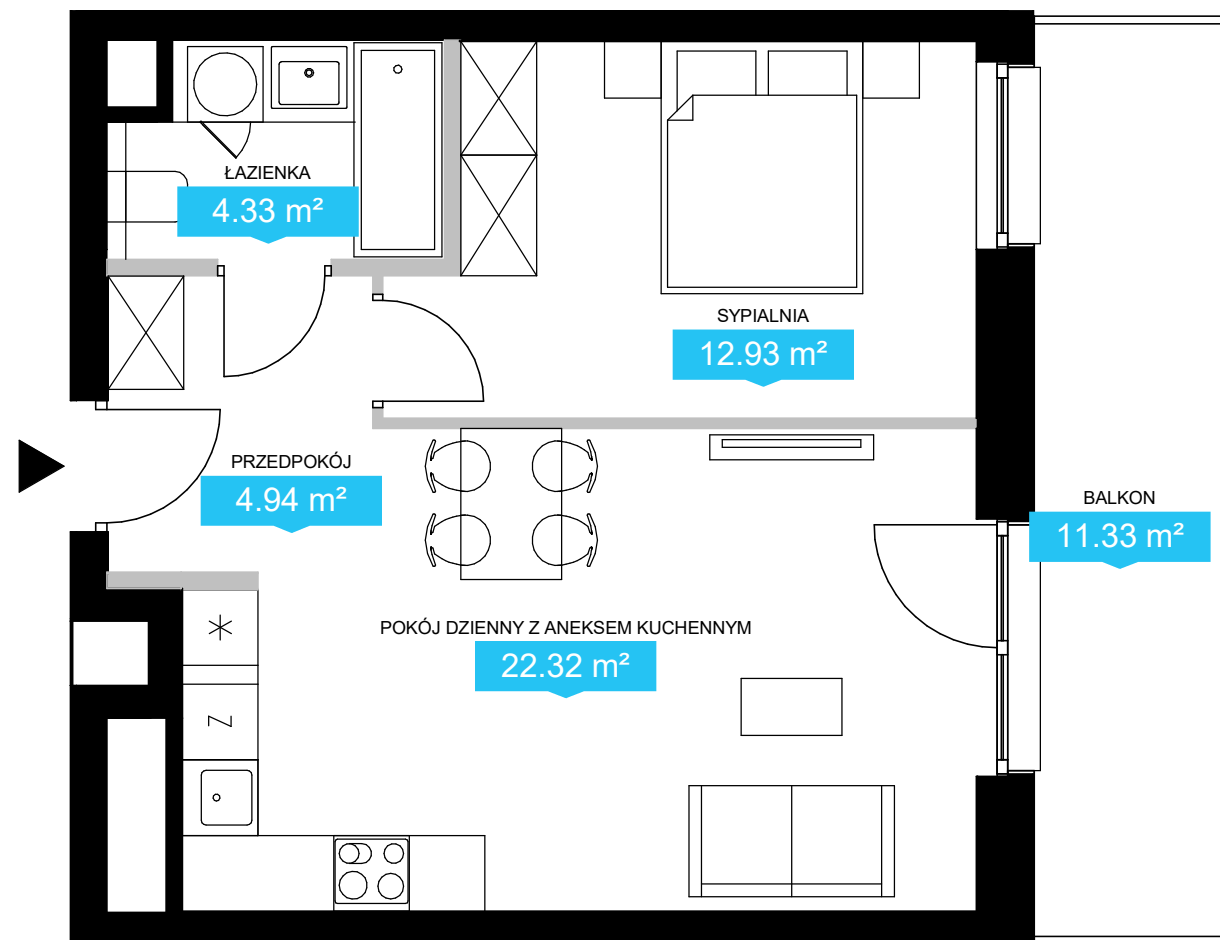 ŁAZIENKA
4.33 m²
SYPIALNIA
12.93 m²
PRZEDPOKÓJ
4.94 m²
BALKON
11.33 m²
POKÓJ DZIENNY Z ANEKSEM KUCHENNYM
22.32 m²
Z